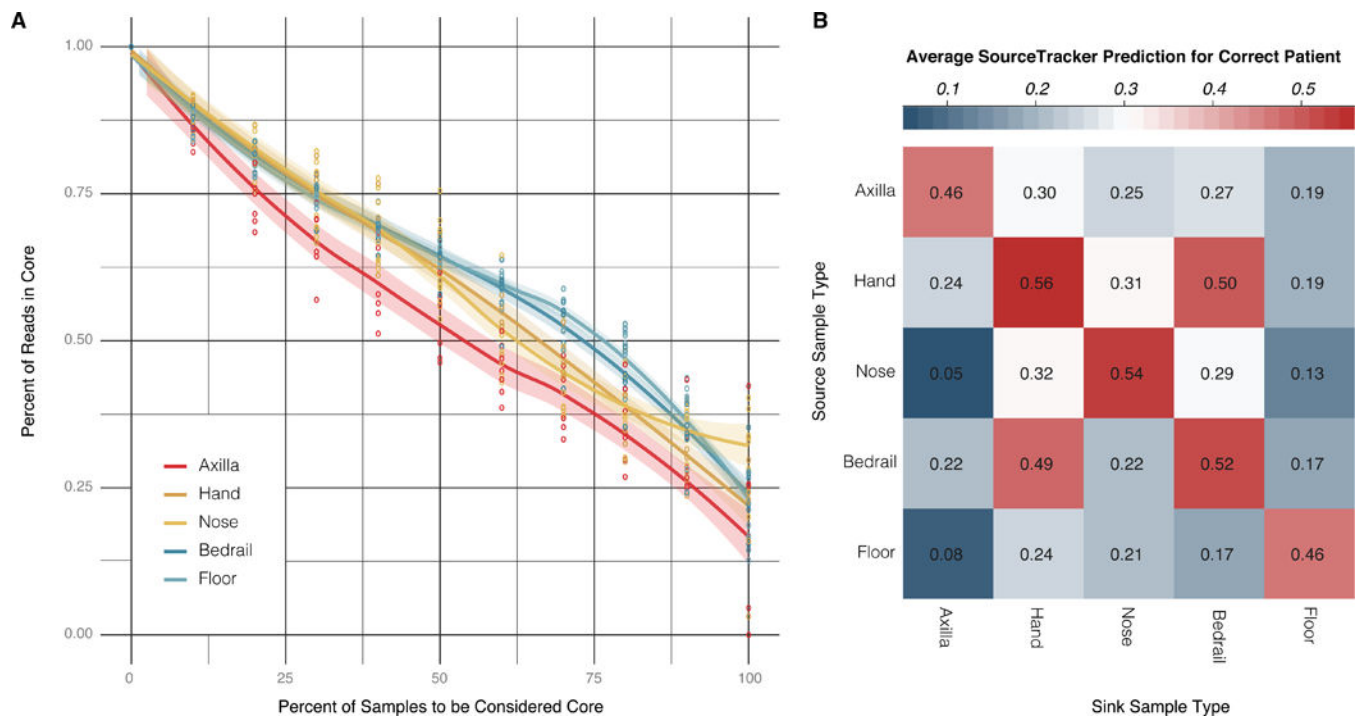 A
1.00
0.75
0.50
0.25
0.00
0
25
50
75
100
Percent of Reads in Core
Percent of Samples to be Considered Core
Axilla
Hand
Nose
Bedrail
Floor
B
Average SourceTracker Prediction for Correct Patient
0.1 0.2 0.3 0.4 0.5
Source Sample Type
Axilla 0.46 0.30 0.25 0.27 0.19
Hand 0.24 0.56 0.31 0.50 0.19
Nose 0.05 0.32 0.54 0.29 0.13
Bedrail 0.22 0.49 0.22 0.52 0.17
Floor 0.08 0.24 0.21 0.17 0.46
Axilla
Hand
Nose
Bedrail
Floor
Sink Sample Type